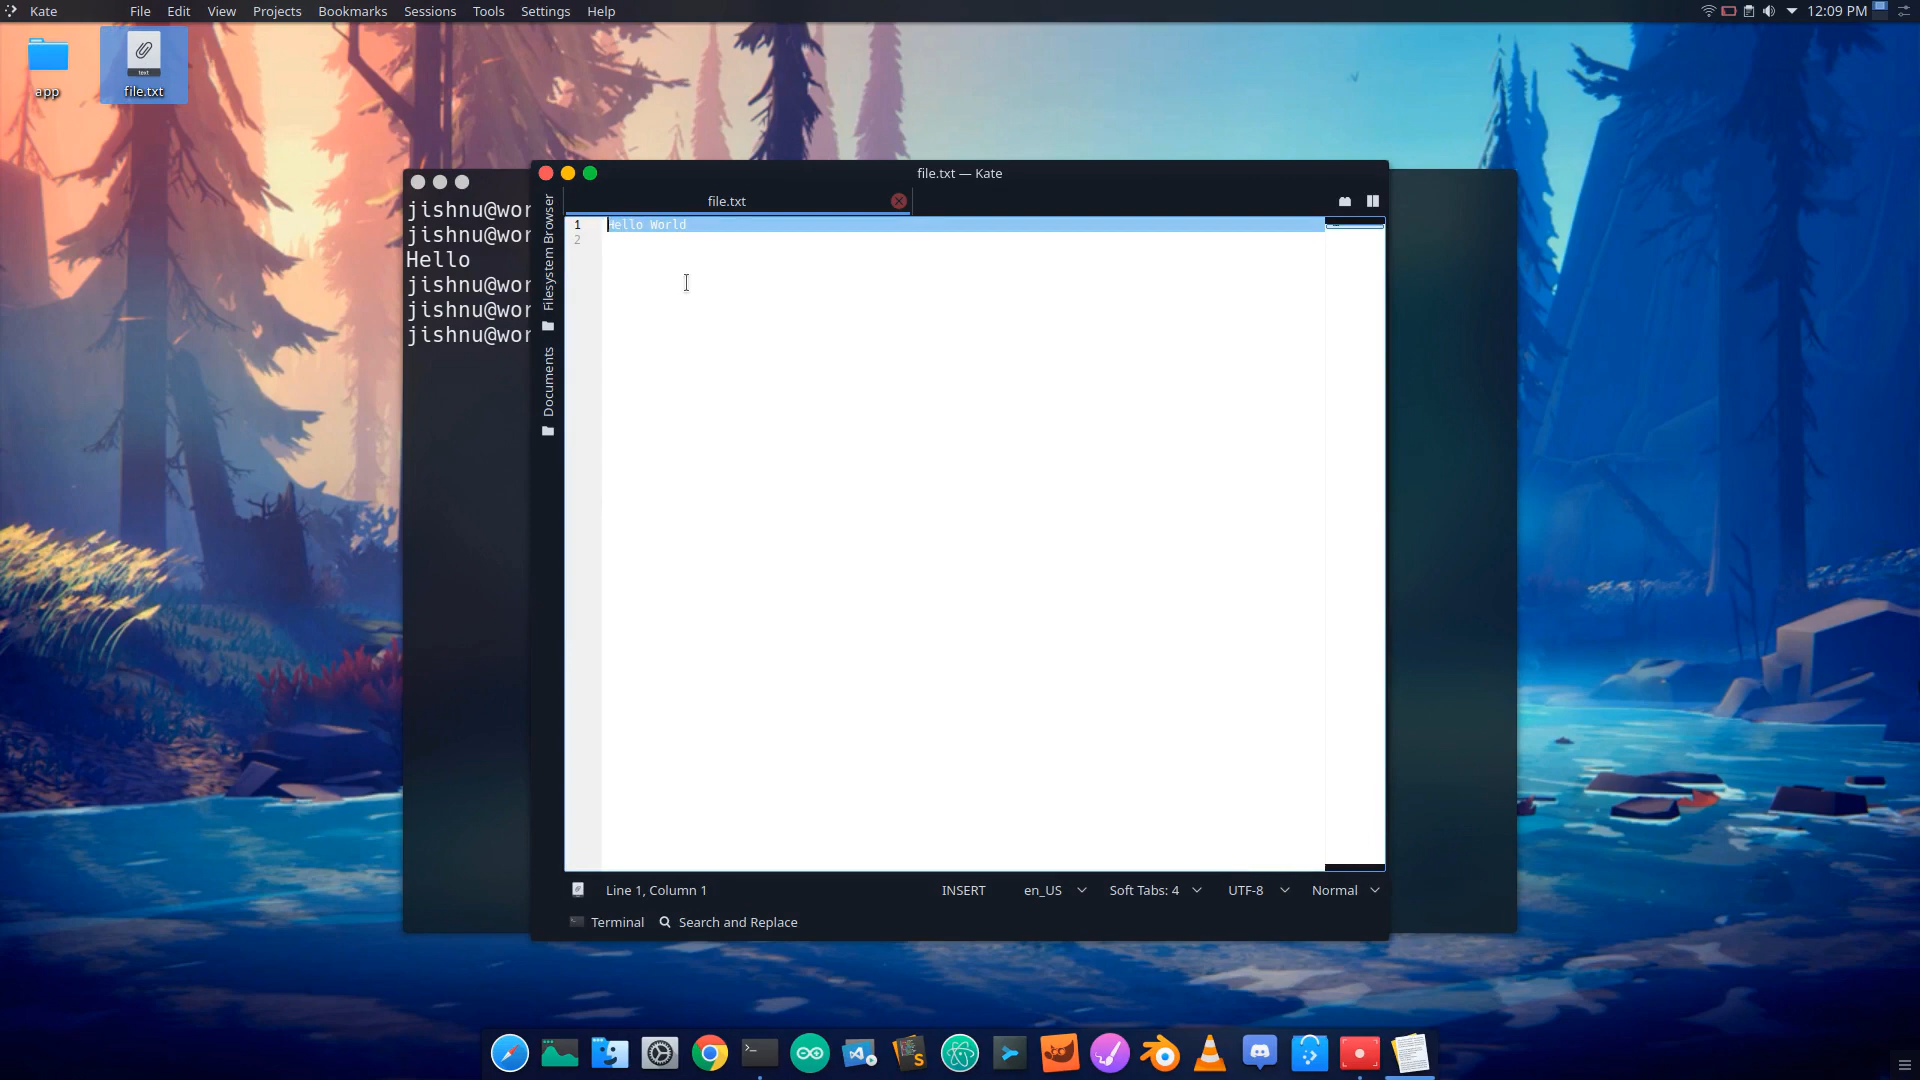 Kate File Edit View Projects Bookmarks Sessions Tools Settings Help 12:09 PM
app
text
file.txt
file.txt — Kate
file.txt
jishnu@wor
jishnu@wor
Hello
jishnu@wor
jishnu@wor
jishnu@wor
Filesystem Browser
Documents
1 Hello World
2
Line 1, Column 1 INSERT en_US Soft Tabs: 4 UTF-8 Normal
Terminal Search and Replace